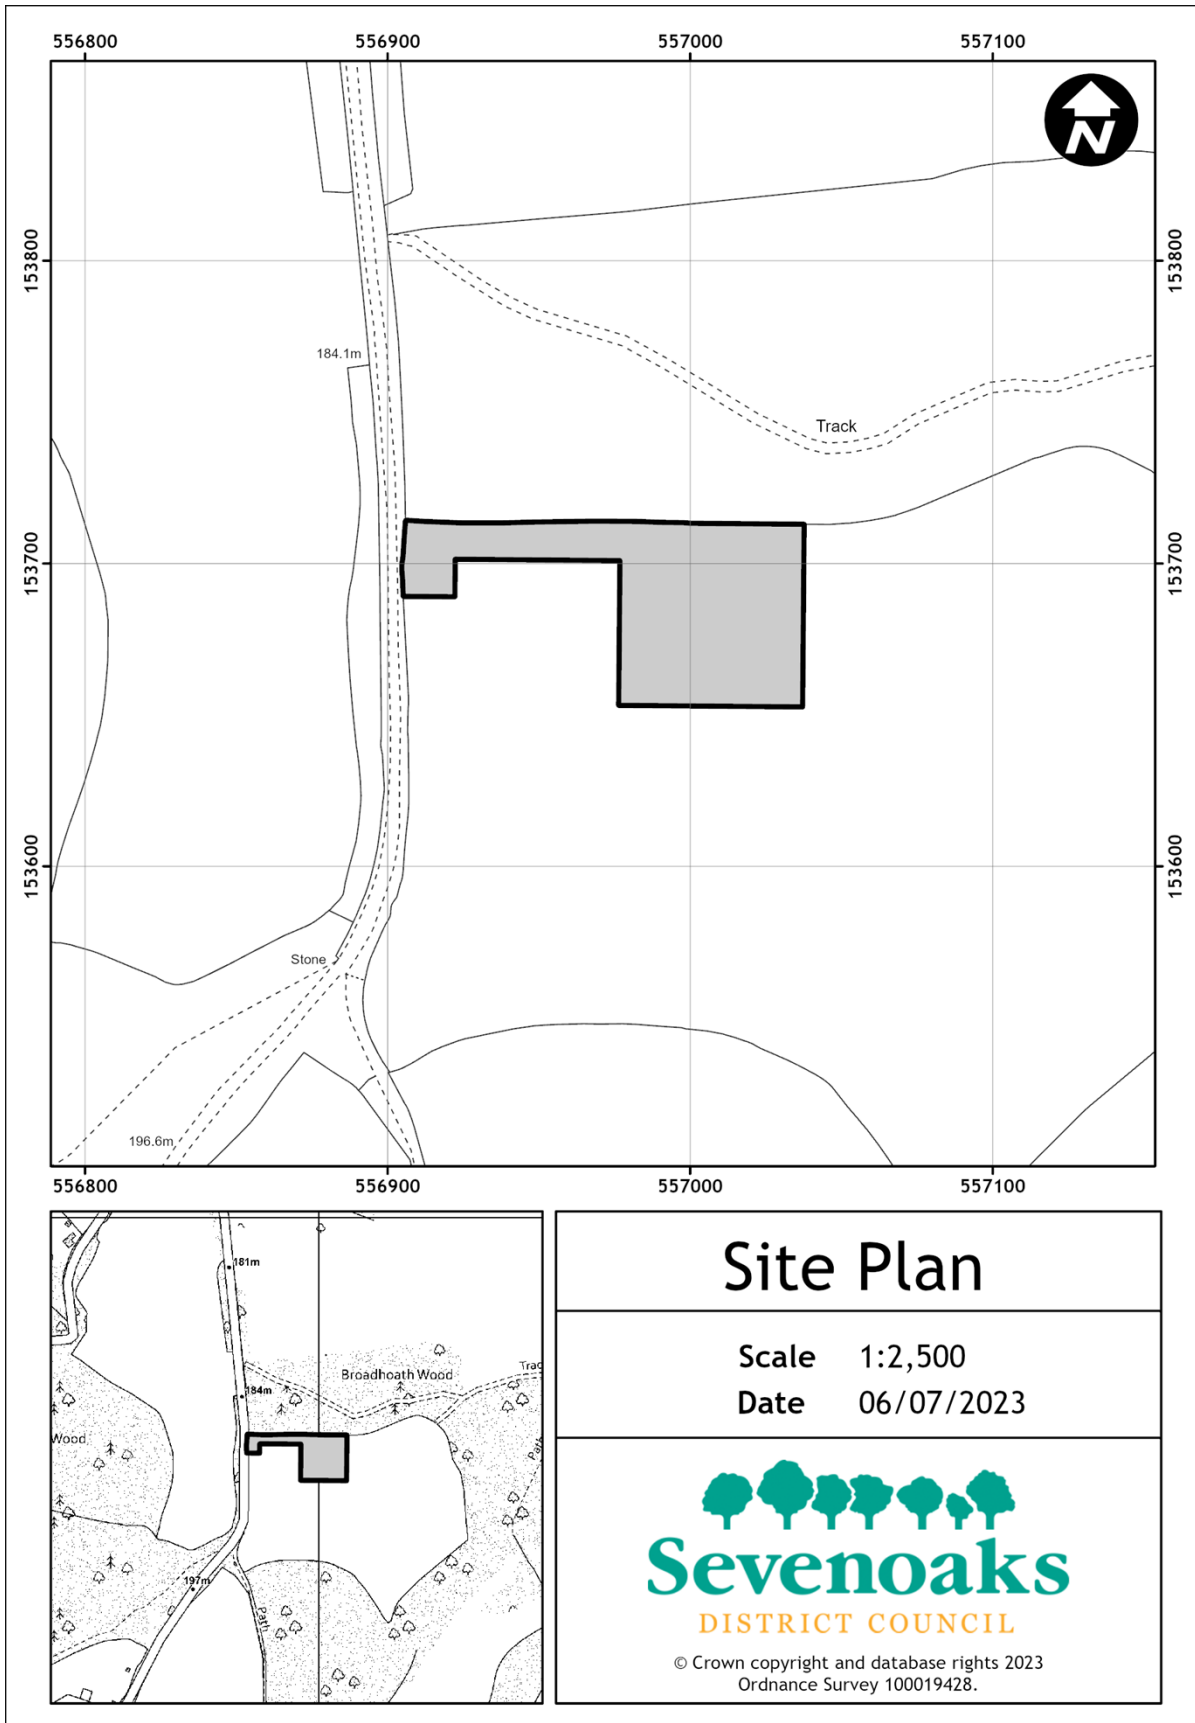 556800 556900 557000 557100
N
153800 153800
184.1m
Track
153700 153700
153600 153600
Stone
196.6m
556800 556900 557000 557100
181m
Broadhoath Wood
Trac
184m
Wood
Path
197m
Path
Site Plan
Scale 1:2,500
Date 06/07/2023
Sevenoaks
DISTRICT COUNCIL
© Crown copyright and database rights 2023
Ordnance Survey 100019428.